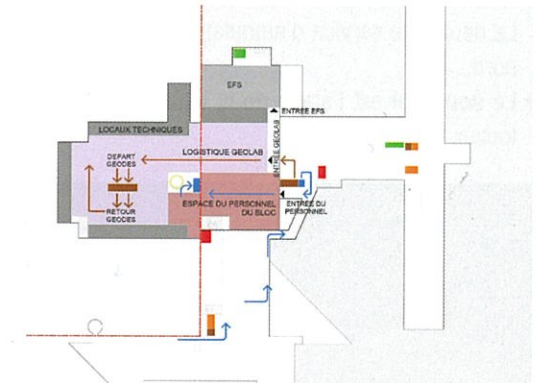 EFS
ENTREE EFS
LOCAUX TECHNIQUES
LOGISTIQUE GEOLAB
ENTREE GEOLAB
DEPART
GEODES
RETOUR
GEODES
ESPACE DU PERSONNEL
DU BLOC
ENTREE DU
PERSONNEL